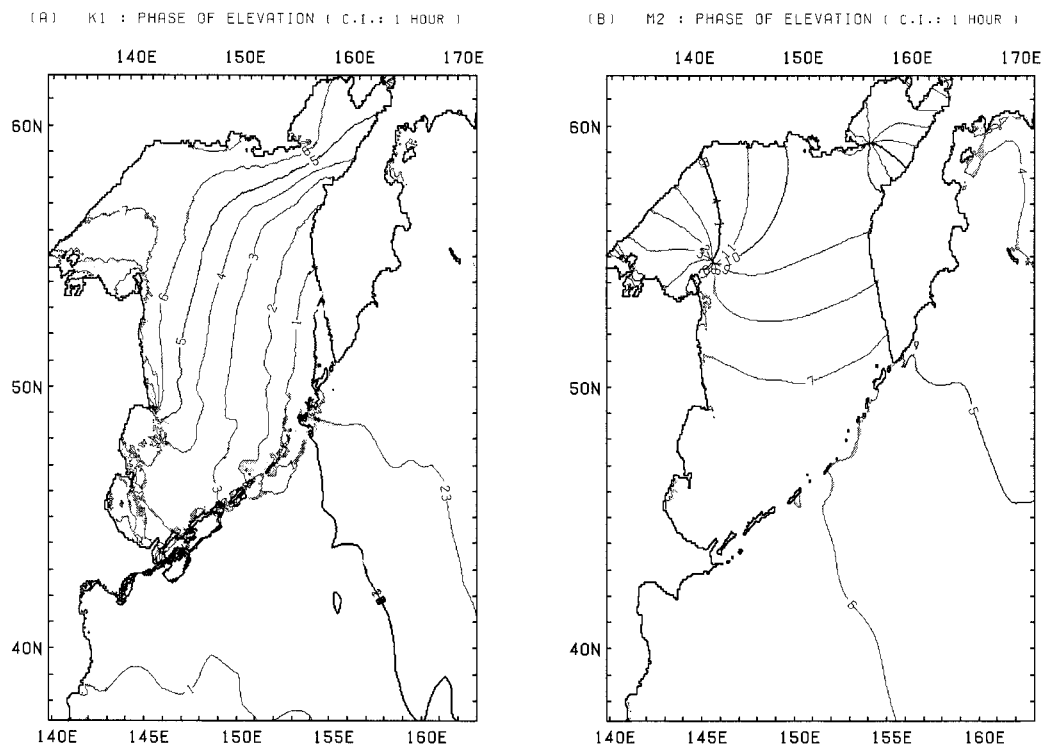 (A) K1 : PHASE OF ELEVATION ( C.I.: 1 HOUR )
140E 150E 160E 170E
60N
50N
40N
6
5
4
3
2
1
3
23
1
140E 145E 150E 155E 160E
(B) M2 : PHASE OF ELEVATION ( C.I.: 1 HOUR )
140E 150E 160E 170E
60N
50N
40N
4
7
5
6
140E 145E 150E 155E 160E